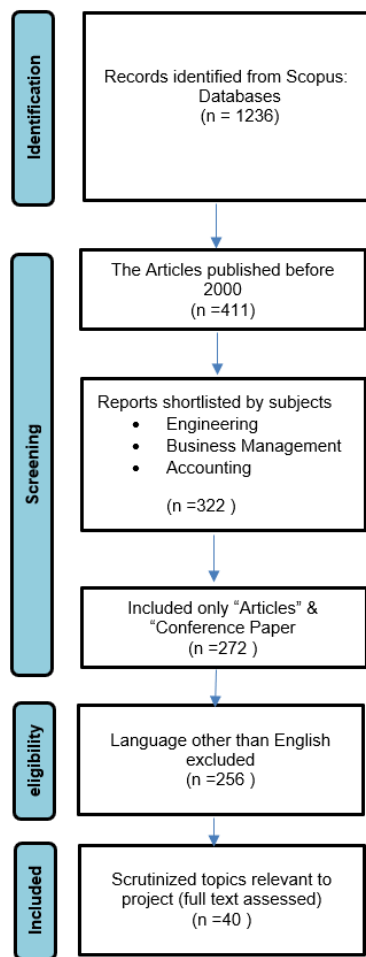 Identification
Records identified from Scopus:
Databases
(n = 1236)
Screening
The Articles published before
2000
(n =411)
Reports shortlisted by subjects
• Engineering
• Business Management
• Accounting
(n =322 )
Included only “Articles” &
“Conference Paper
(n =272 )
eligibility
Language other than English
excluded
(n =256 )
Included
Scrutinized topics relevant to
project (full text assessed)
(n =40 )